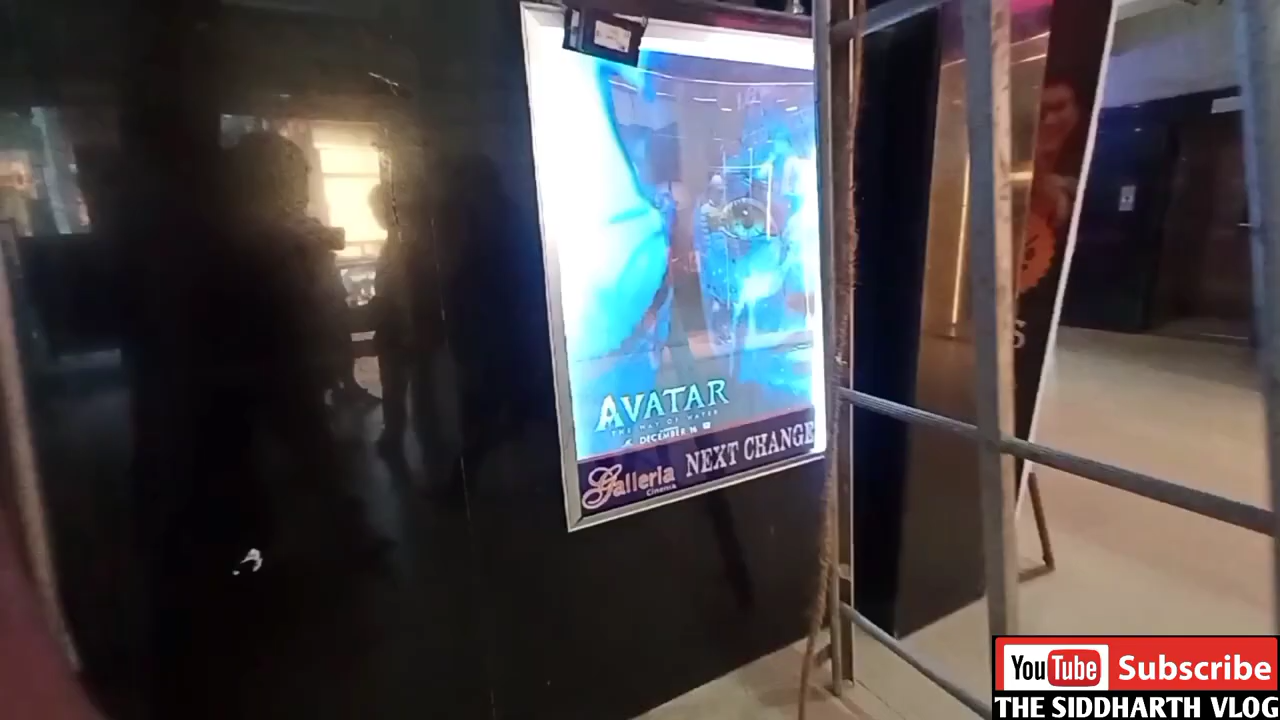 AVATAR
THE WAY OF WATER
DECEMBER 16
Galleria
Cinema
NEXT CHANGE
S
YouTube Subscribe
THE SIDDHARTH VLOG